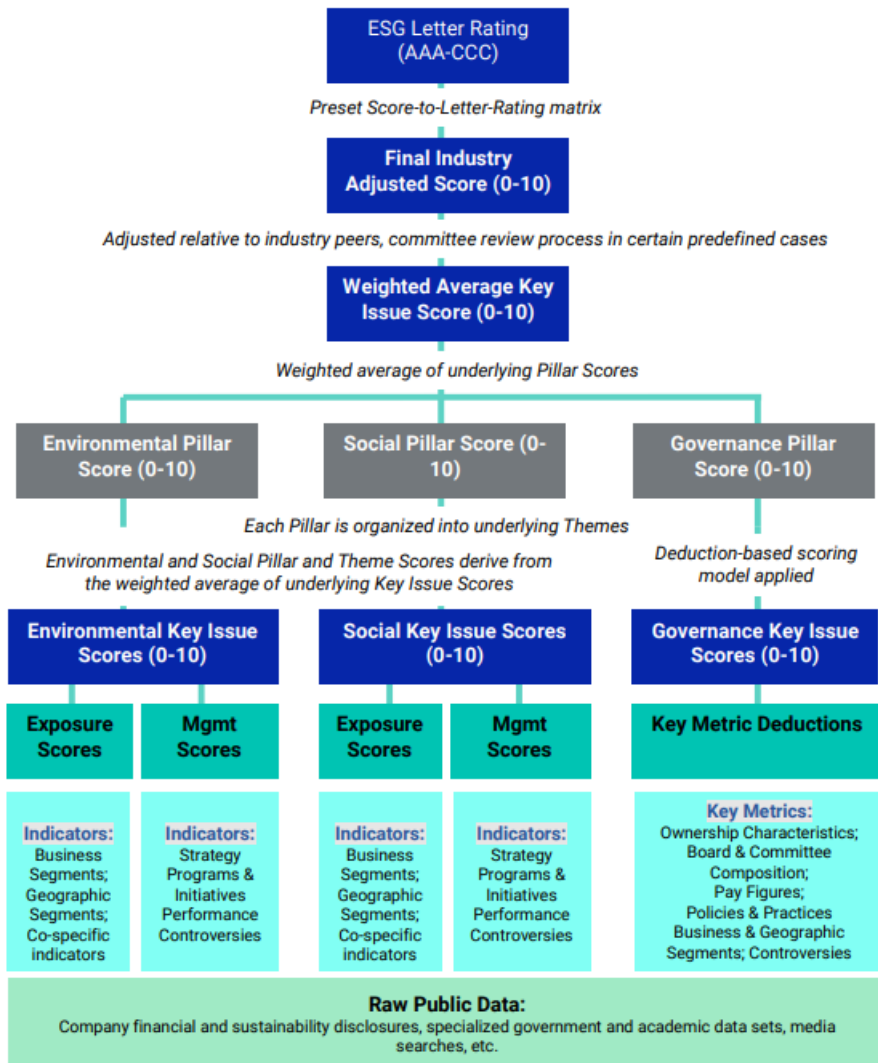 ESG Letter Rating
(AAA-CCC)
Preset Score-to-Letter-Rating matrix
Final Industry
Adjusted Score (0-10)
Adjusted relative to industry peers, committee review process in certain predefined cases
Weighted Average Key
Issue Score (0-10)
Weighted average of underlying Pillar Scores
Environmental Pillar
Score (0-10)
Social Pillar Score (0-
10)
Governance Pillar
Score (0-10)
Each Pillar is organized into underlying Themes
Environmental and Social Pillar and Theme Scores derive from
the weighted average of underlying Key Issue Scores
Deduction-based scoring
model applied
Environmental Key Issue
Scores (0-10)
Social Key Issue Scores
(0-10)
Governance Key Issue
Scores (0-10)
Exposure
Scores
Mgmt
Scores
Exposure
Scores
Mgmt
Scores
Key Metric Deductions
Indicators:
Business
Segments;
Geographic
Segments;
Co-specific
indicators
Indicators:
Strategy
Programs &
Initiatives
Performance
Controversies
Indicators:
Business
Segments;
Geographic
Segments;
Co-specific
indicators
Indicators:
Strategy
Programs &
Initiatives
Performance
Controversies
Key Metrics:
Ownership Characteristics;
Board & Committee
Composition;
Pay Figures;
Policies & Practices
Business & Geographic
Segments; Controversies
Raw Public Data:
Company financial and sustainability disclosures, specialized government and academic data sets, media
searches, etc.